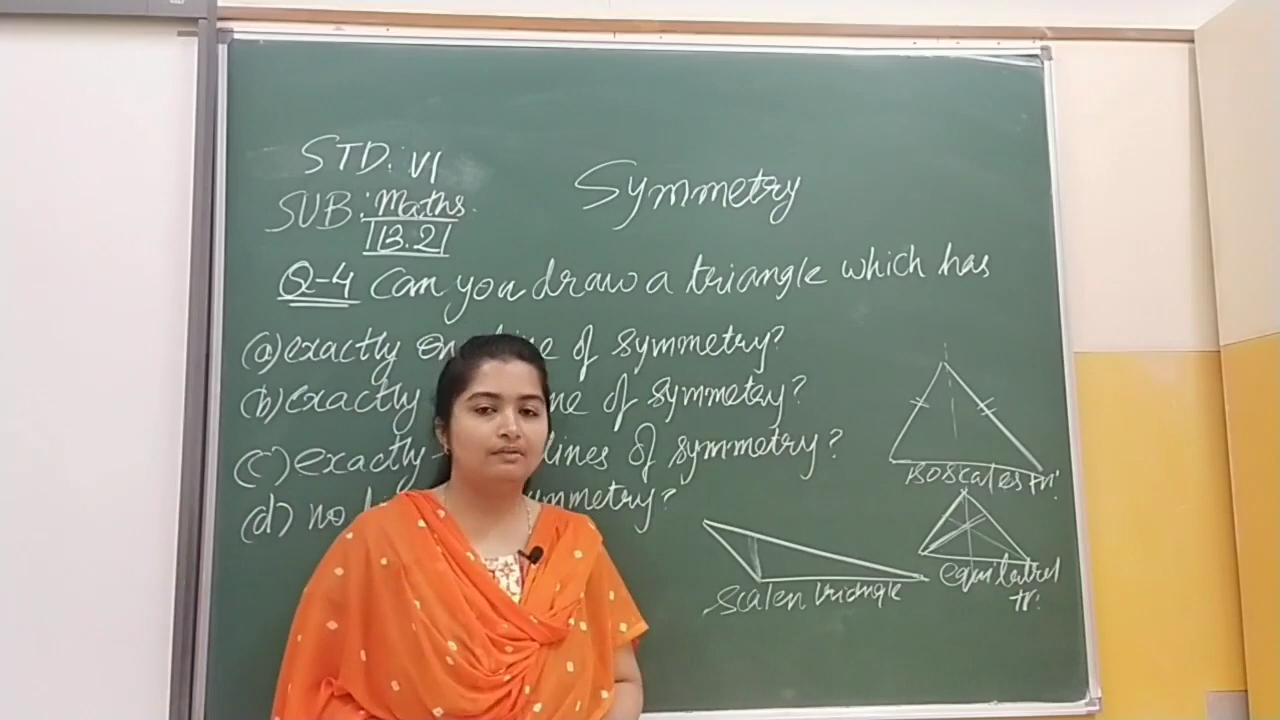 STD: VI
SUB: Maths.
13.2
Symmetry
Q-4 Can you draw a triangle which has
(a) exactly line of symmetry?
(b) exactly of symmetry?
(c) exactly lines of symmetry?
(d) no symmetry?
isoscales tr.
equilateral
tr.
Scalen triangle